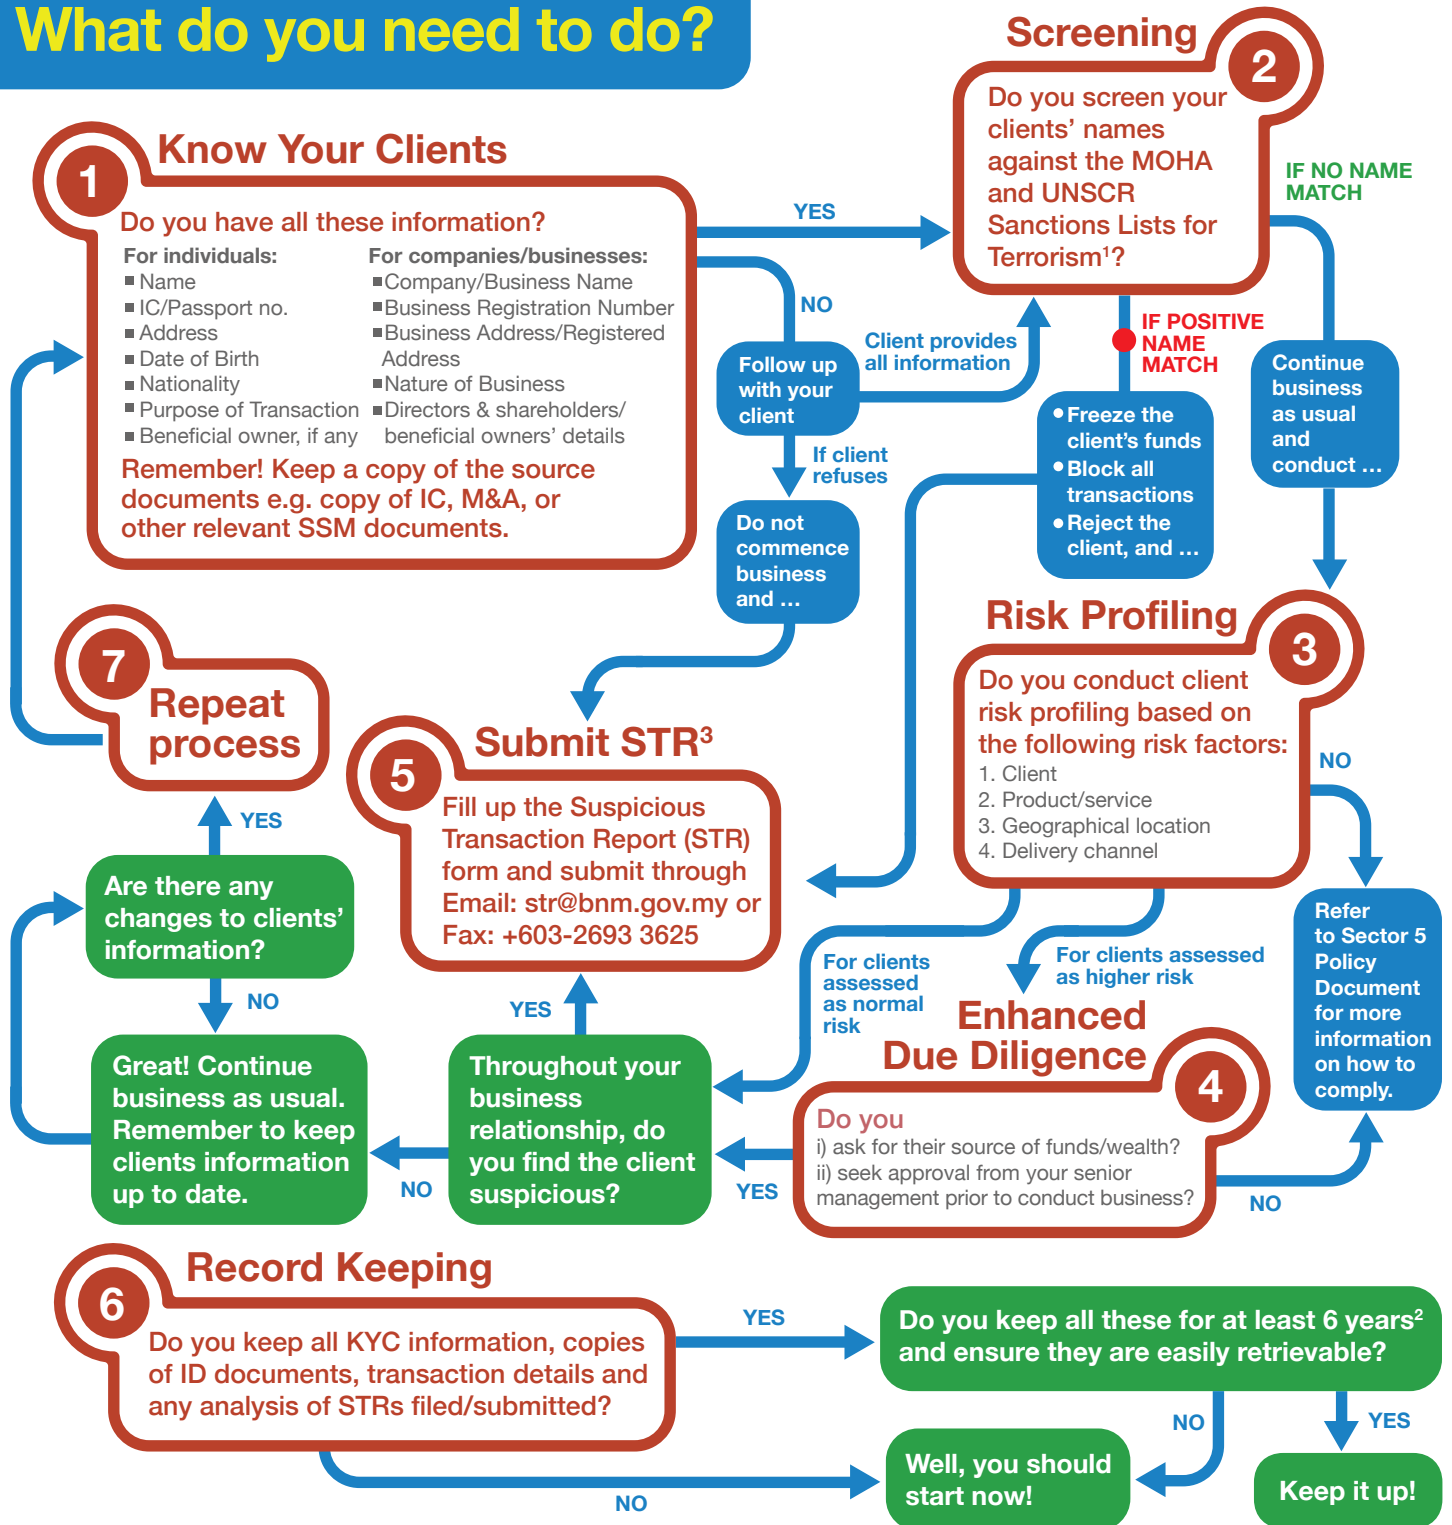 What do you need to do?
1
Know Your Clients
Do you have all these information?
For individuals:
Name
IC/Passport no.
Address
Date of Birth
Nationality
Purpose of Transaction
Beneficial owner, if any
For companies/businesses:
Company/Business Name
Business Registration Number
Business Address/Registered
Address
Nature of Business
Directors & shareholders/
beneficial owners' details
Remember! Keep a copy of the source
documents e.g. copy of IC, M&A, or
other relevant SSM documents.
YES
NO
Follow up
with your
client
Client provides
all information
If client
refuses
Do not
commence
business
and …
Screening
2
Do you screen your
clients' names
against the MOHA
and UNSCR
Sanctions Lists for
Terrorism¹?
IF NO NAME
MATCH
IF POSITIVE
NAME
MATCH
• Freeze the
client's funds
• Block all
transactions
• Reject the
client, and …
Continue
business
as usual
and
conduct …
Risk Profiling
3
Do you conduct client
risk profiling based on
the following risk factors:
1. Client
2. Product/service
3. Geographical location
4. Delivery channel
NO
Refer
to Sector 5
Policy
Document
for more
information
on how to
comply.
For clients
assessed
as normal
risk
For clients assessed
as higher risk
Enhanced
Due Diligence
4
Do you
i) ask for their source of funds/wealth?
ii) seek approval from your senior
management prior to conduct business?
NO
YES
Submit STR³
5
Fill up the Suspicious
Transaction Report (STR)
form and submit through
Email: str@bnm.gov.my or
Fax: +603-2693 3625
YES
Throughout your
business
relationship, do
you find the client
suspicious?
NO
Great! Continue
business as usual.
Remember to keep
clients information
up to date.
NO
Are there any
changes to clients'
information?
YES
7
Repeat
process
Record Keeping
6
Do you keep all KYC information, copies
of ID documents, transaction details and
any analysis of STRs filed/submitted?
YES
NO
Do you keep all these for at least 6 years²
and ensure they are easily retrievable?
NO
YES
Well, you should
start now!
Keep it up!